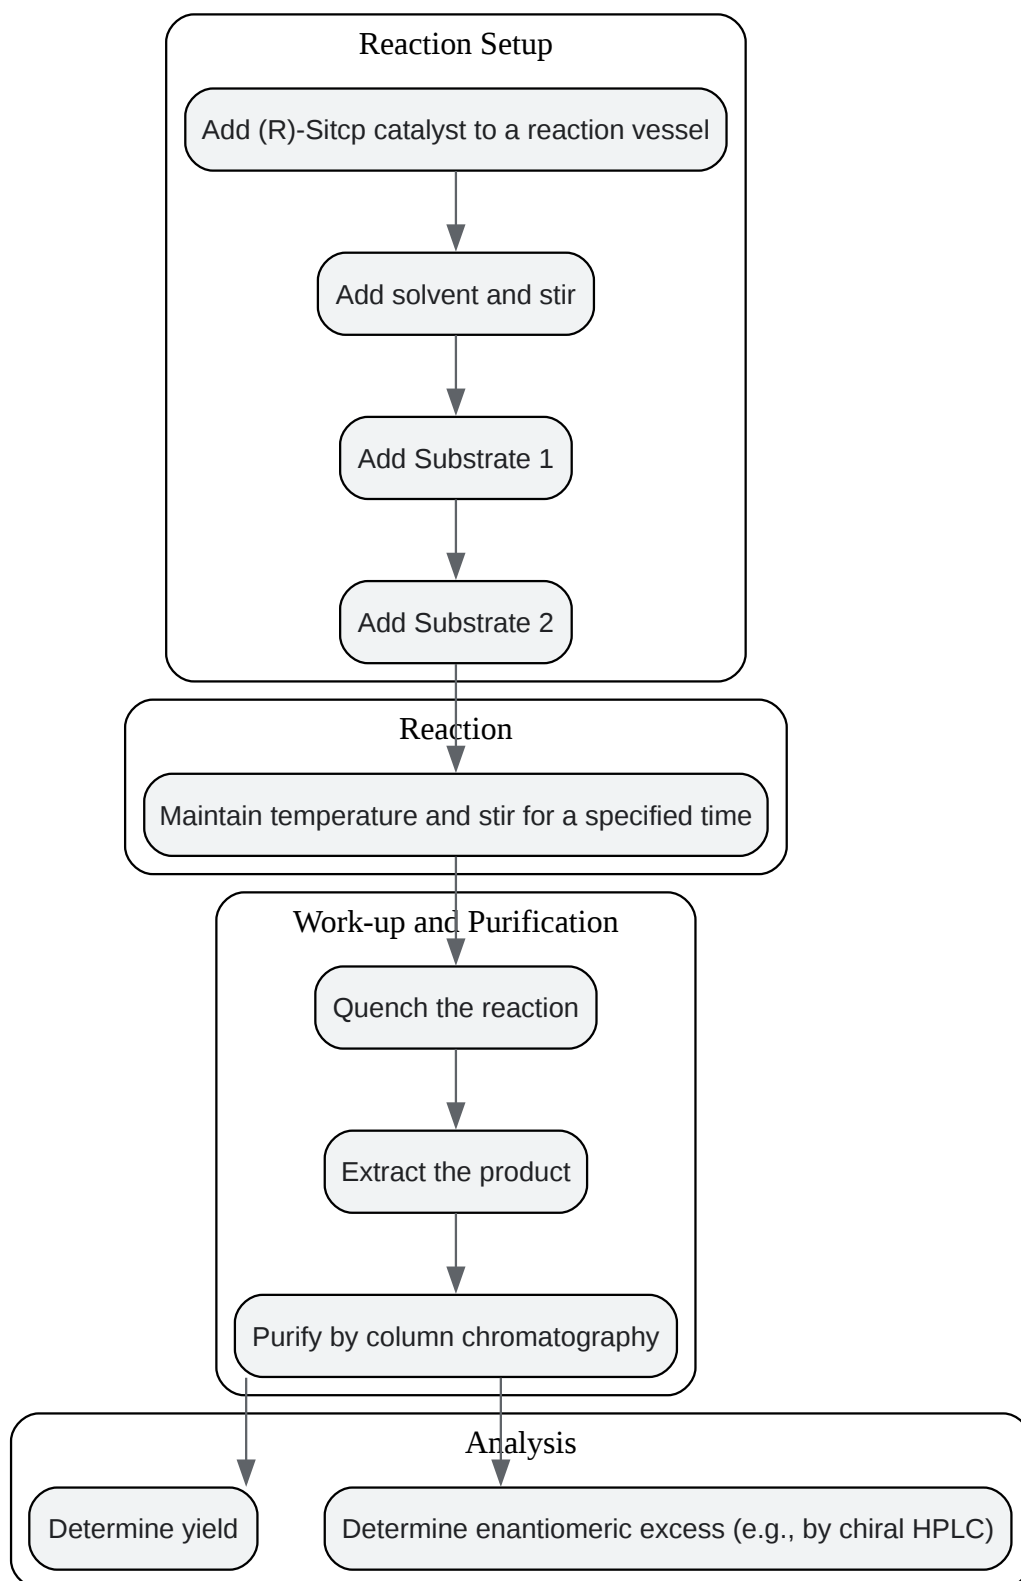 Reaction Setup
Add (R)-Sitcp catalyst to a reaction vessel
Add solvent and stir
Add Substrate 1
Add Substrate 2
Reaction
Maintain temperature and stir for a specified time
Work-up and Purification
Quench the reaction
Extract the product
Purify by column chromatography
Analysis
Determine yield
Determine enantiomeric excess (e.g., by chiral HPLC)